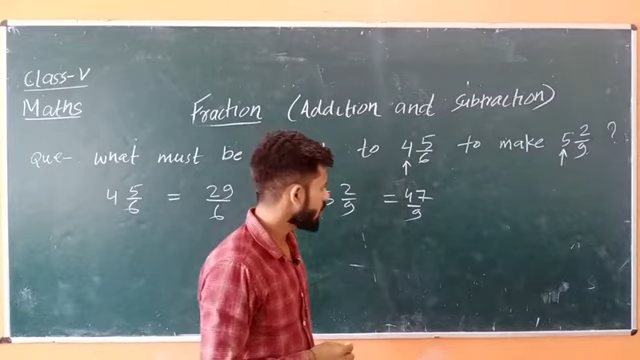 Class-V
Maths
Fraction (Addition and Subtraction)
Que- what must be to 4 5/6 to make 5 2/9 ?
4 5/6 = 29/6 2/9 = 47/9